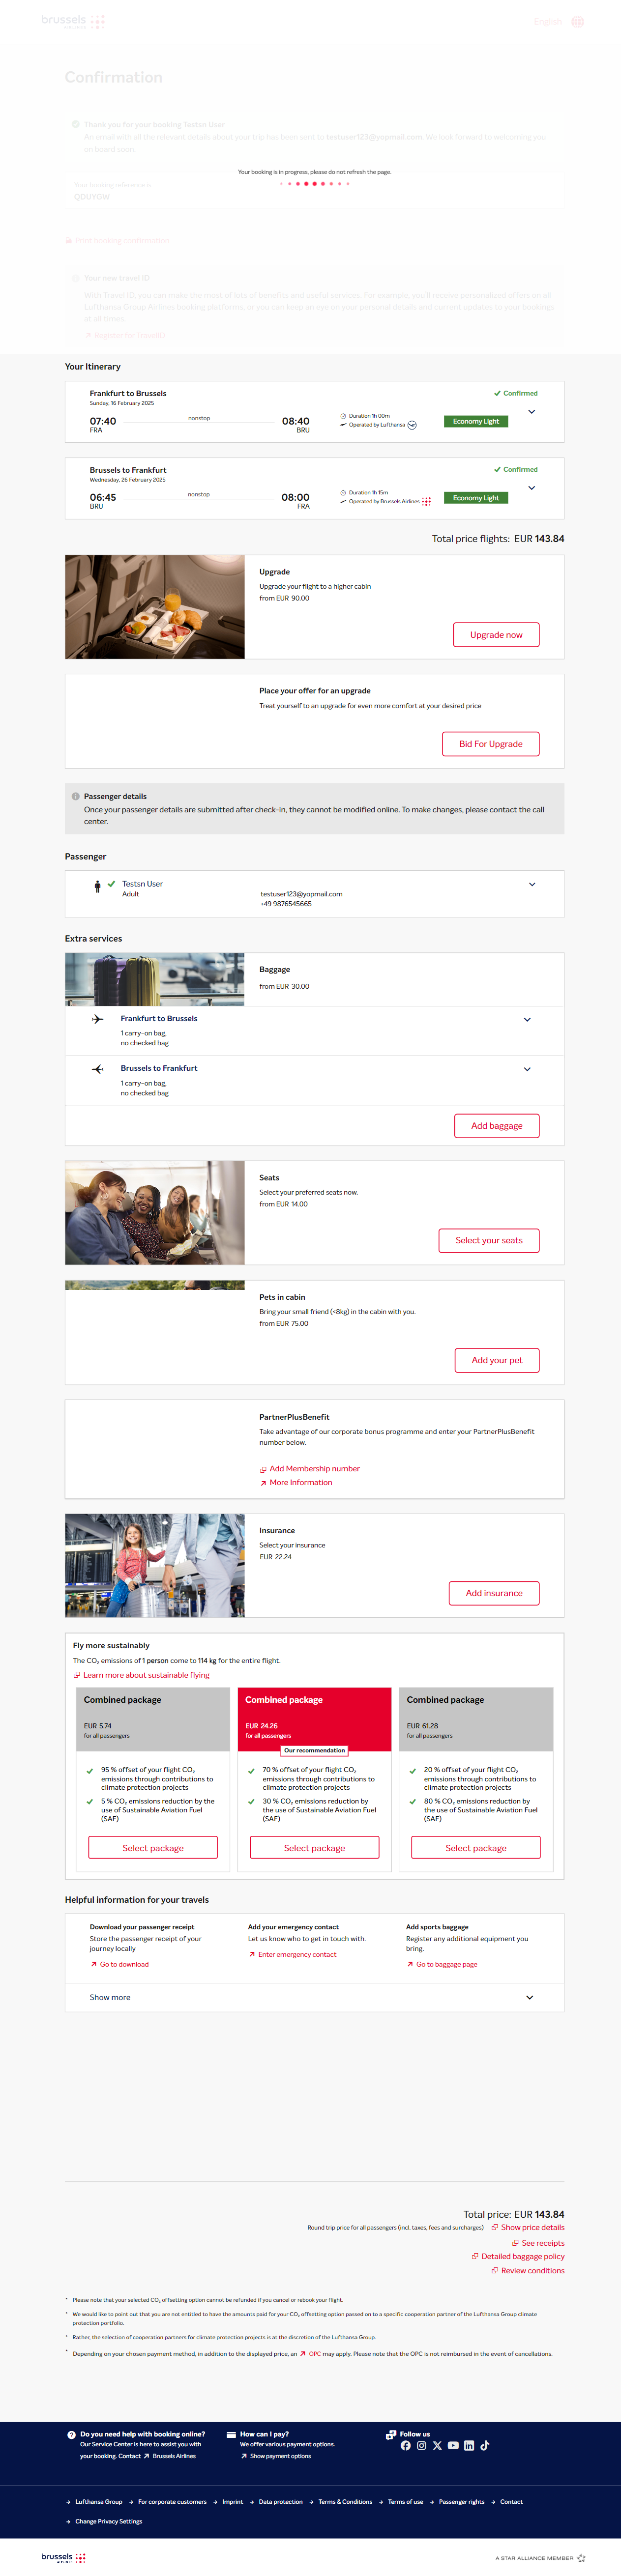 brussels
English
Confirmation
Thank you for your booking Testsn User
An email with all the relevant details about your trip has been sent to testuser123@yopmail.com. We look forward to welcoming you
on board soon.
Your booking is in progress, please do not refresh the page.
Your booking reference is
Print booking confirmation
Your new travel ID
With Travel ID, you can make the most of lots of benefits and useful services. For example, you'll receive personalised offers on all
Lufthansa Group Airlines booking platforms, or you can keep an eye on your personal details and current updates to your bookings
at all times.
Register for Travel ID
Your Itinerary
Frankfurt to Brussels
Confirmed
Sunday, 16 February 2025
07:40
nonstop
08:40
FRA
BRU
Duration 1h 00m
Operated by Lufthansa
Economy Light
Brussels to Frankfurt
Confirmed
Wednesday, 26 February 2025
06:45
nonstop
08:00
BRU
FRA
Duration 1h 15m
Operated by Brussels Airlines
Economy Light
Total price flights: EUR 143.84
Upgrade
Upgrade your flight to a higher cabin
from EUR 90.00
Upgrade now
Place your offer for an upgrade
Treat yourself to an upgrade for even more comfort at your desired price
Bid For Upgrade
Passenger details
Once your passenger details are submitted after check-in, they cannot be modified online. To make changes, please contact the call
center.
Passenger
Testsn User
Adult
testuser123@yopmail.com
+49 9876545665
Extra services
Baggage
from EUR 30.00
Frankfurt to Brussels
1 carry-on bag,
no checked bag
Brussels to Frankfurt
1 carry-on bag,
no checked bag
Add baggage
Seats
Select your preferred seats now.
from EUR 14.00
Select your seats
Pets in cabin
Bring your small friend (<8kg) in the cabin with you.
from EUR 75.00
Add your pet
PartnerPlusBenefit
Take advantage of our corporate bonus programme and enter your PartnerPlusBenefit
number below.
Add Membership number
More Information
Insurance
Select your insurance
EUR 22.24
Add insurance
Fly more sustainably
The CO₂ emissions of 1 person come to 114 kg for the entire flight.
Learn more about sustainable flying
Combined package
EUR 5.74
for all passengers
95 % offset of your flight CO₂
emissions through contributions to
climate protection projects
5 % CO₂ emissions reduction by the
use of Sustainable Aviation Fuel
(SAF)
Select package
Combined package
EUR 24.26
for all passengers
Our recommendation
70 % offset of your flight CO₂
emissions through contributions to
climate protection projects
30 % CO₂ emissions reduction by
the use of Sustainable Aviation Fuel
(SAF)
Select package
Combined package
EUR 61.28
for all passengers
20 % offset of your flight CO₂
emissions through contributions to
climate protection projects
80 % CO₂ emissions reduction by
the use of Sustainable Aviation Fuel
(SAF)
Select package
Helpful information for your travels
Download your passenger receipt
Store the passenger receipt of your
journey locally
Go to download
Add your emergency contact
Let us know who to get in touch with.
Enter emergency contact
Add sports baggage
Register any additional equipment you
bring.
Go to baggage page
Show more
Total price: EUR 143.84
Round trip price for all passengers (incl. taxes, fees and surcharges)
Show price details
See receipts
Detailed baggage policy
Review conditions
* Please note that your selected CO₂ offsetting option cannot be refunded if you cancel or rebook your flight.
* We would like to point out that you are not entitled to have the amounts paid for your CO₂ offsetting option passed on to a specific cooperation partner of the Lufthansa Group climate
protection portfolio.
* Rather, the selection of cooperation partners for climate protection projects is at the discretion of the Lufthansa Group.
* Depending on your chosen payment method, in addition to the displayed price, an OPC may apply. Please note that the OPC is not reimbursed in the event of cancellations.
Do you need help with booking online?
Our Service Center is here to assist you with
your booking. Contact Brussels Airlines
How can I pay?
We offer various payment options.
Show payment options
Follow us
Lufthansa Group
For corporate customers
Imprint
Data protection
Terms & Conditions
Terms of use
Passenger rights
Contact
Change Privacy Settings
brussels
A STAR ALLIANCE MEMBER